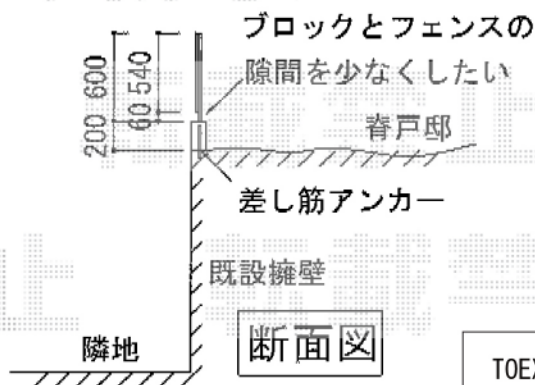 ブロックとフェンスの
隙間を少なくしたい
600
540
60
200
脊戸邸
差し筋アンカー
既設擁壁
隣地
断面図
TOEX